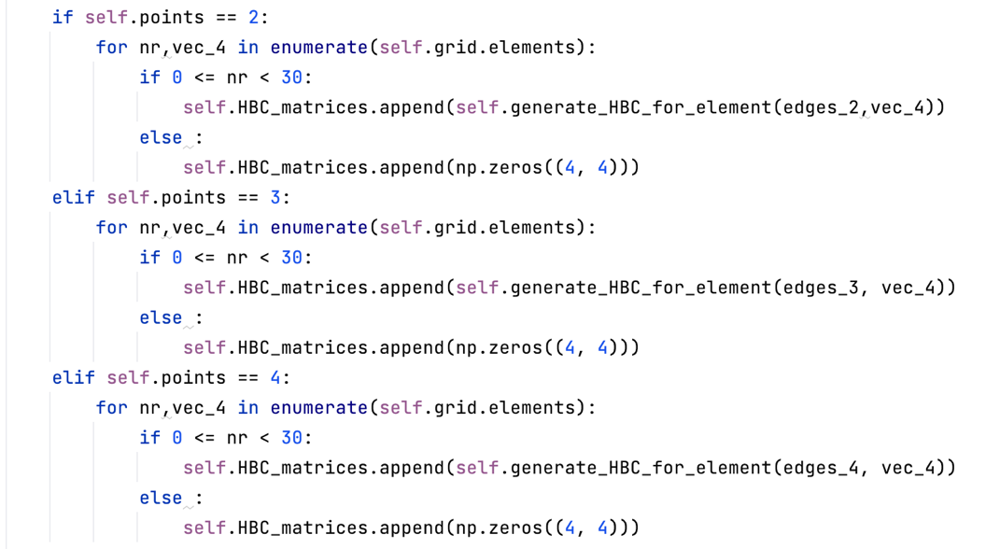 if self.points == 2:
    for nr,vec_4 in enumerate(self.grid.elements):
        if 0 <= nr < 30:
            self.HBC_matrices.append(self.generate_HBC_for_element(edges_2,vec_4))
        else :
            self.HBC_matrices.append(np.zeros((4, 4)))
elif self.points == 3:
    for nr,vec_4 in enumerate(self.grid.elements):
        if 0 <= nr < 30:
            self.HBC_matrices.append(self.generate_HBC_for_element(edges_3, vec_4))
        else :
            self.HBC_matrices.append(np.zeros((4, 4)))
elif self.points == 4:
    for nr,vec_4 in enumerate(self.grid.elements):
        if 0 <= nr < 30:
            self.HBC_matrices.append(self.generate_HBC_for_element(edges_4, vec_4))
        else :
            self.HBC_matrices.append(np.zeros((4, 4)))